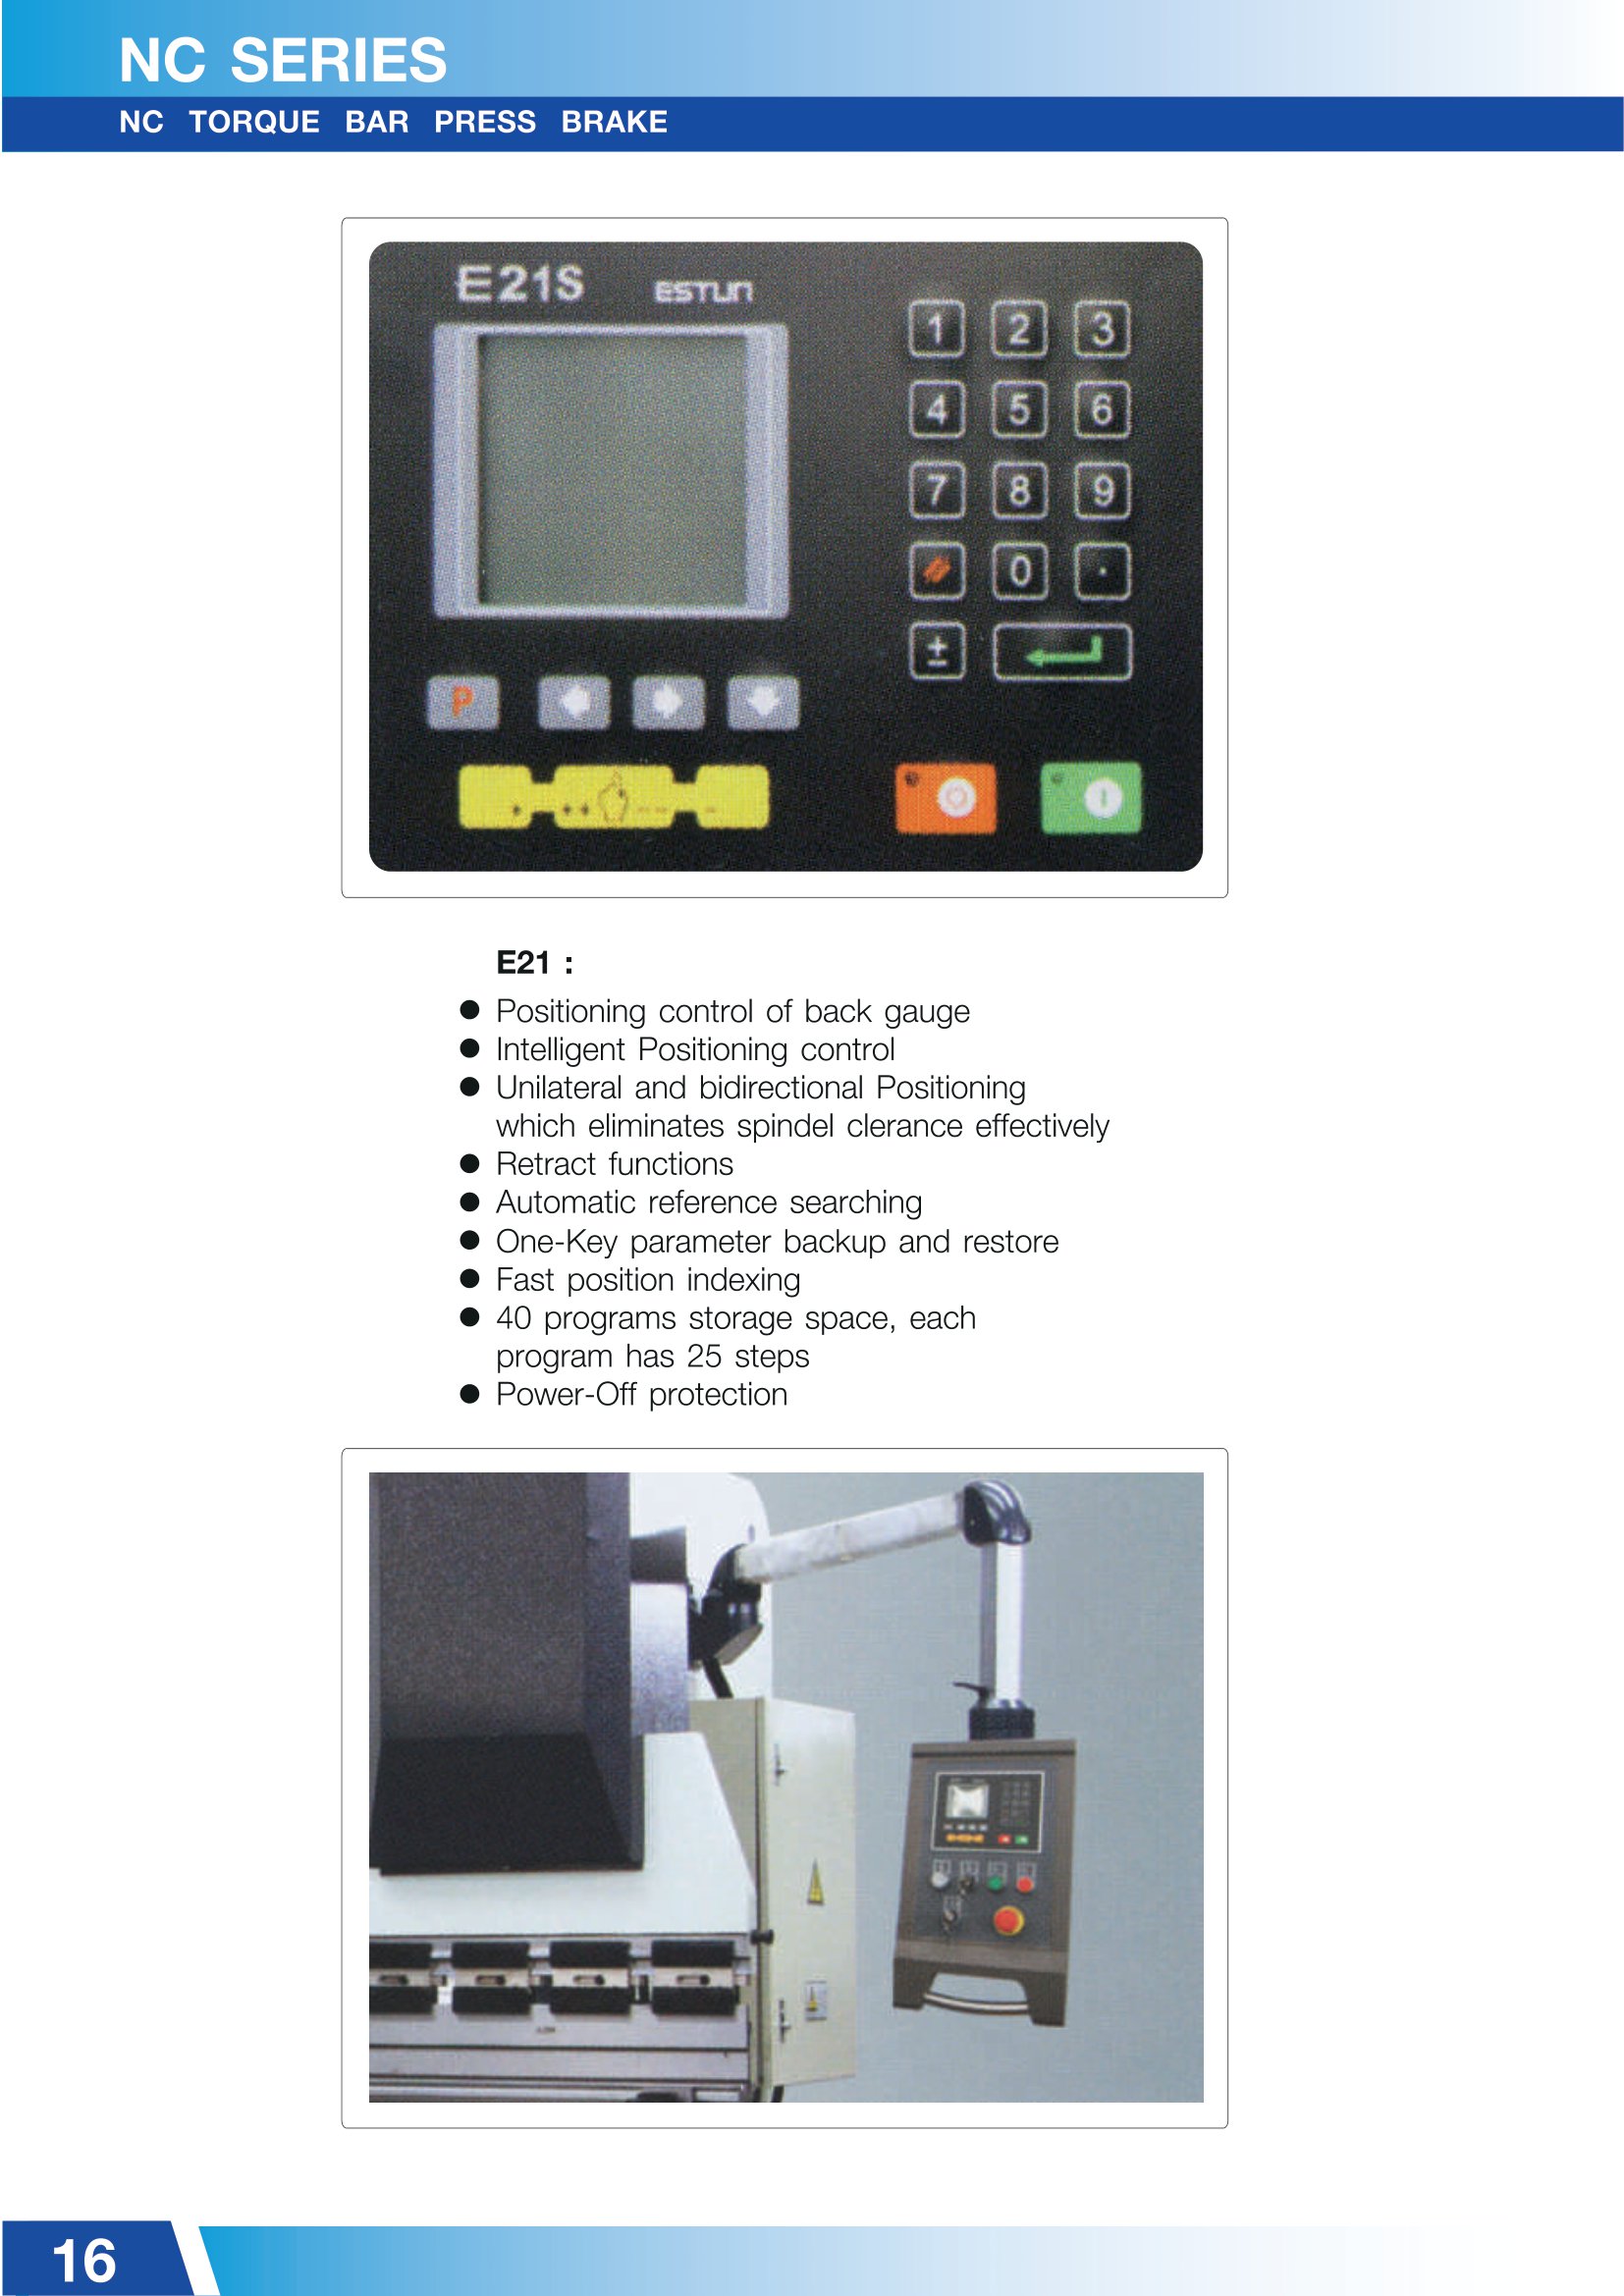 NC SERIES
NC TORQUE BAR PRESS BRAKE
E21S ESTUN
1 2 3
4 5 6
7 8 9
0 .
±
P
E21 :
● Positioning control of back gauge
● Intelligent Positioning control
● Unilateral and bidirectional Positioning
which eliminates spindel clerance effectively
● Retract functions
● Automatic reference searching
● One-Key parameter backup and restore
● Fast position indexing
● 40 programs storage space, each
program has 25 steps
● Power-Off protection
16